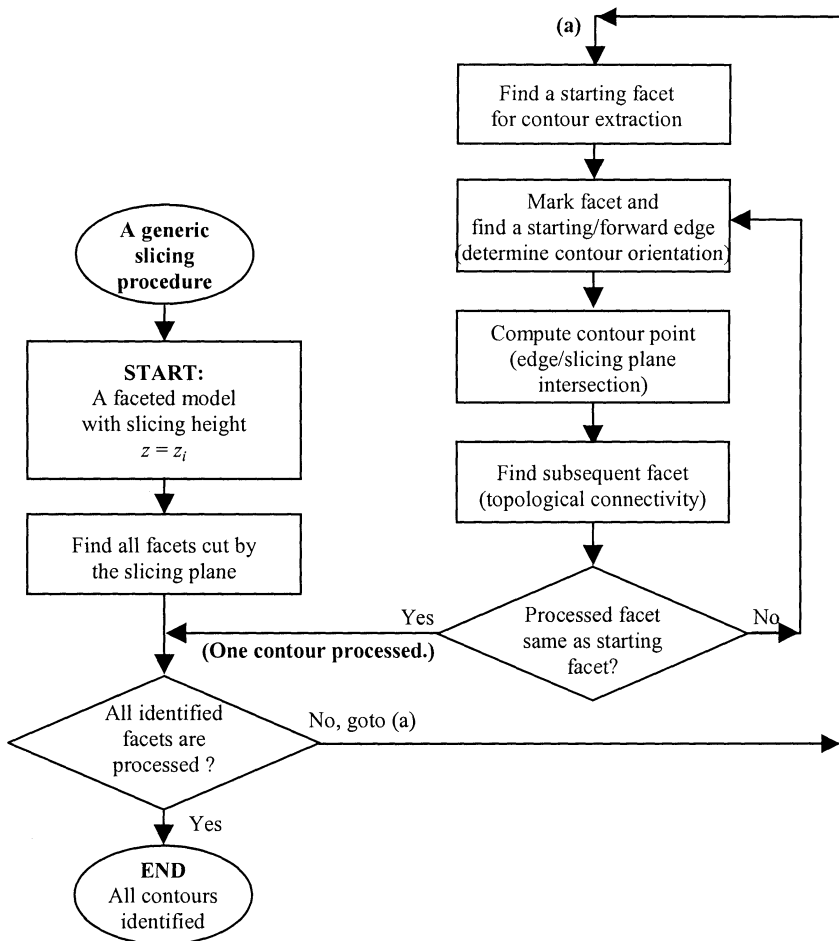 A generic
slicing
procedure
START:
A faceted model
with slicing height
z = zᵢ
Find all facets cut by
the slicing plane
All identified
facets are
processed ?
No, goto (a)
Yes
END
All contours
identified
(a)
Find a starting facet
for contour extraction
Mark facet and
find a starting/forward edge
(determine contour orientation)
Compute contour point
(edge/slicing plane
intersection)
Find subsequent facet
(topological connectivity)
Processed facet
same as starting
facet?
No
Yes
(One contour processed.)